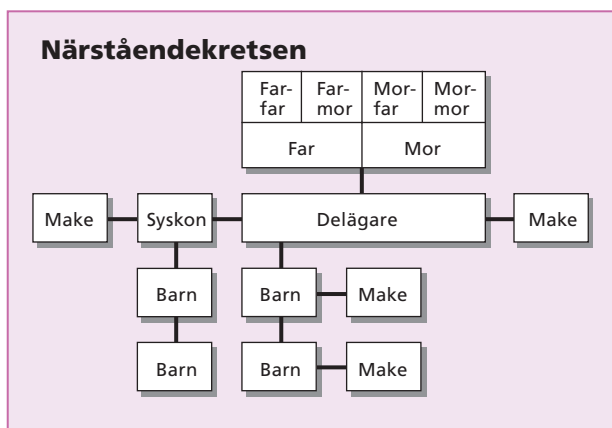 Närståendekretsen
Far- Far- Mor- Mor-
far mor far mor
Far Mor
Make Syskon Delägare Make
Barn Barn Make
Barn Barn Make